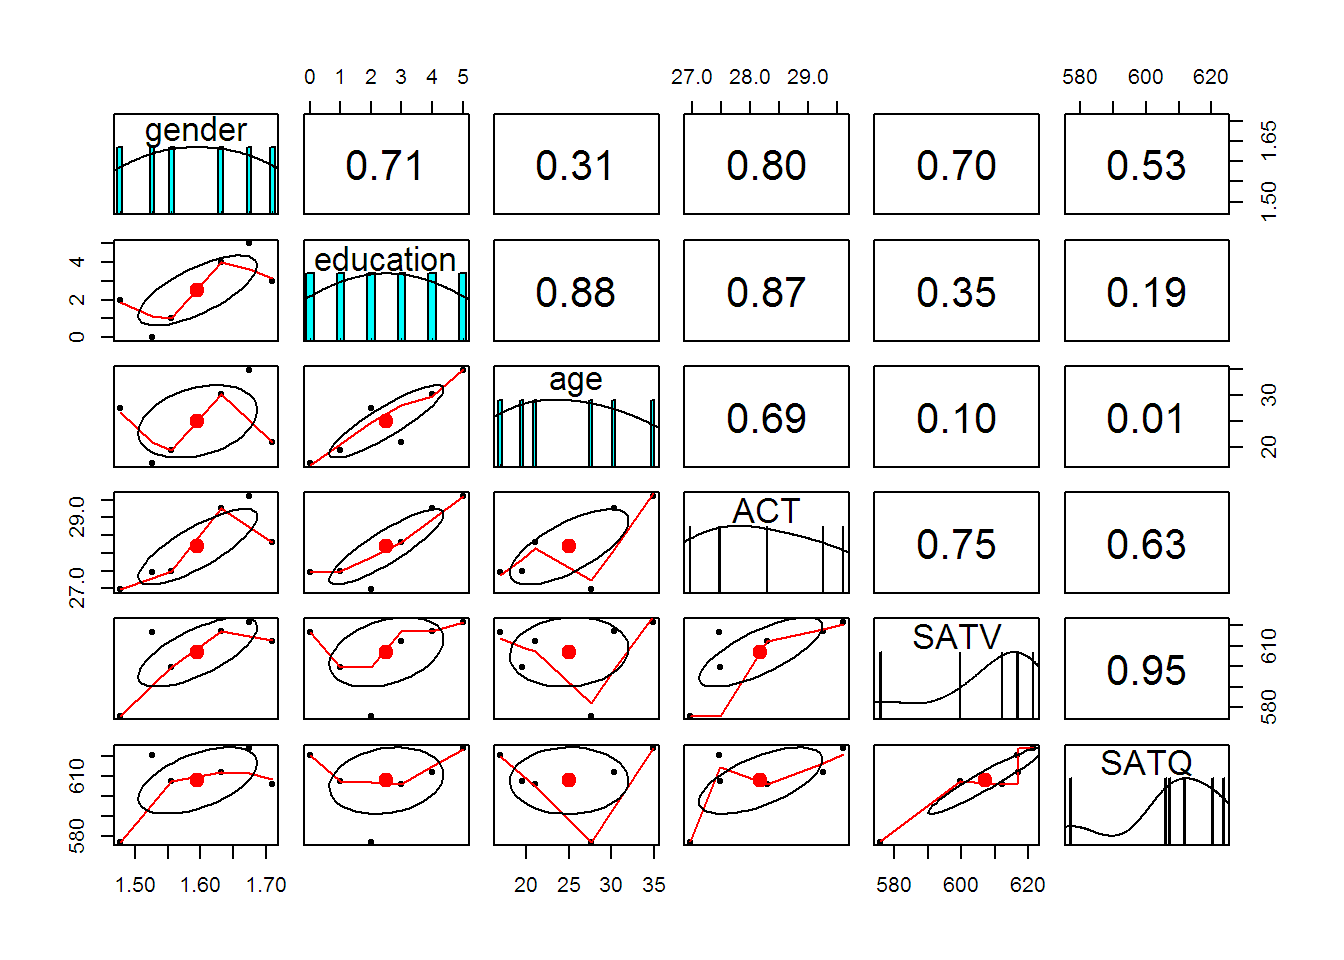 0 1 2 3 4 5 27.0 28.0 29.0 580 600 620
gender 0.71 0.31 0.80 0.70 0.53 1.50 1.65
0 2 4 education 0.88 0.87 0.35 0.19
age 0.69 0.10 0.01 20 30
27.0 29.0 ACT 0.75 0.63
SATV 0.95 580 610
580 610 SATQ
1.50 1.60 1.70 20 25 30 35 580 600 620